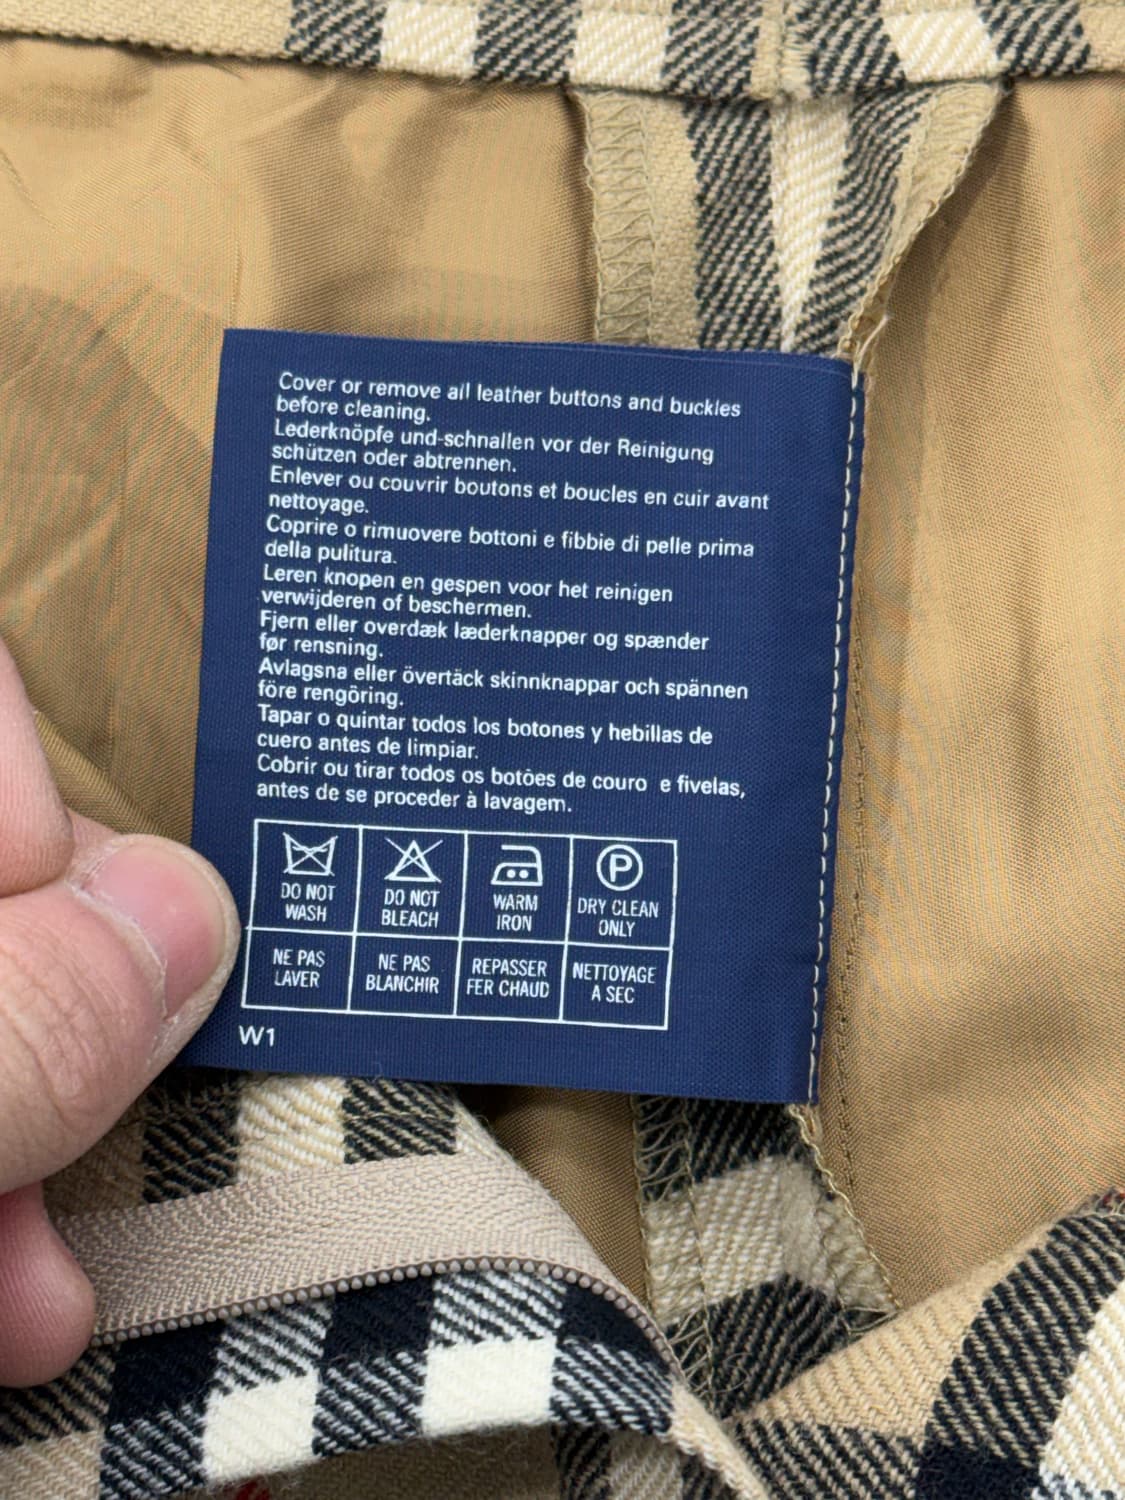 Cover or remove all leather buttons and buckles
before cleaning.
Lederknöpfe und-schnallen vor der Reinigung
schützen oder abtrennen.
Enlever ou couvrir boutons et boucles en cuir avant
nettoyage.
Coprire o rimuovere bottoni e fibbie di pelle prima
della pulitura.
Leren knopen en gespen voor het reinigen
verwijderen of beschermen.
Fjern eller overdæk læderknapper og spænder
før rensning.
Avlagsna eller övertäck skinnknappar och spännen
före rengöring.
Tapar o quintar todos los botones y hebillas de
cuero antes de limpiar.
Cobrir ou tirar todos os botões de couro e fivelas,
antes de se proceder à lavagem.
P
DO NOT
WASH
DO NOT
BLEACH
WARM
IRON
DRY CLEAN
ONLY
NE PAS
LAVER
NE PAS
BLANCHIR
REPASSER
FER CHAUD
NETTOYAGE
A SEC
W1